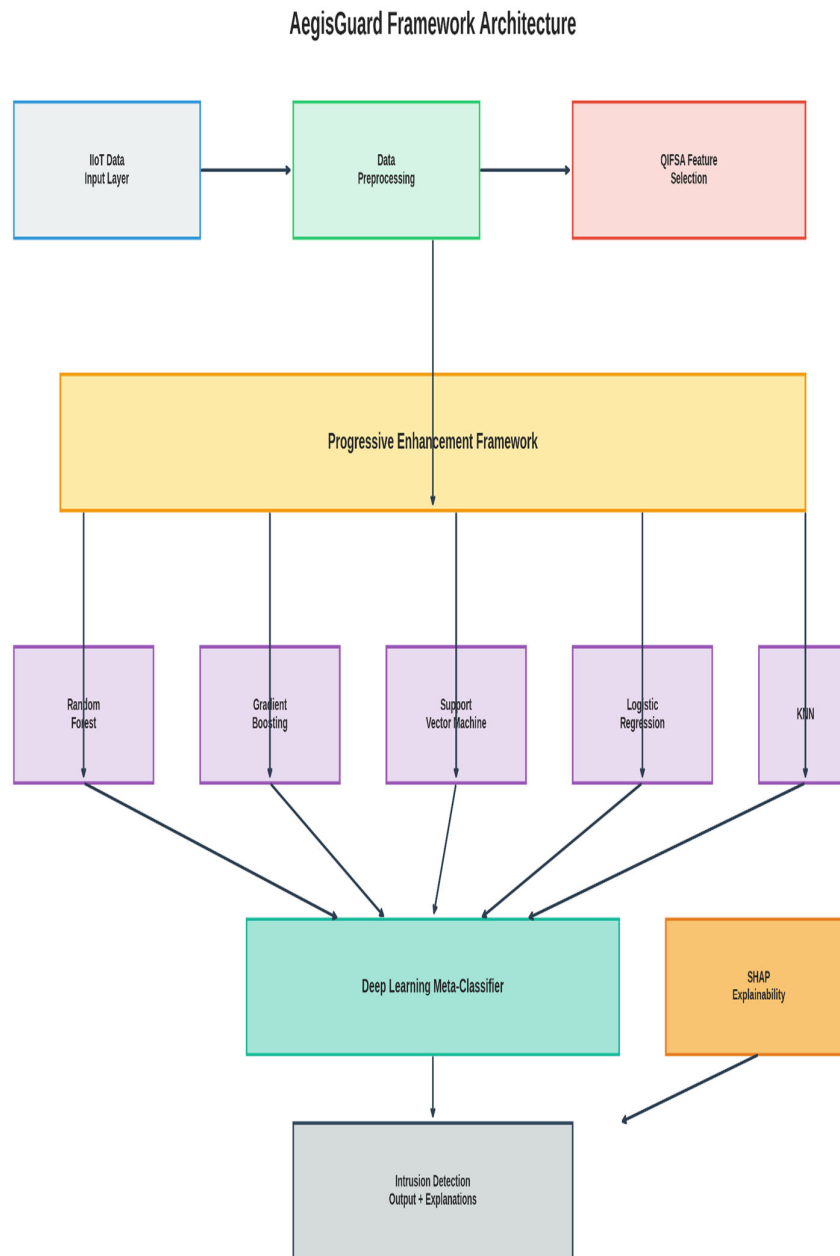 AegisGuard Framework Architecture
IIoT Data
Input Layer
Data
Preprocessing
QIFSA Feature
Selection
Progressive Enhancement Framework
Random
Forest
Gradient
Boosting
Support
Vector Machine
Logistic
Regression
KNN
Deep Learning Meta-Classifier
SHAP
Explainability
Intrusion Detection
Output + Explanations